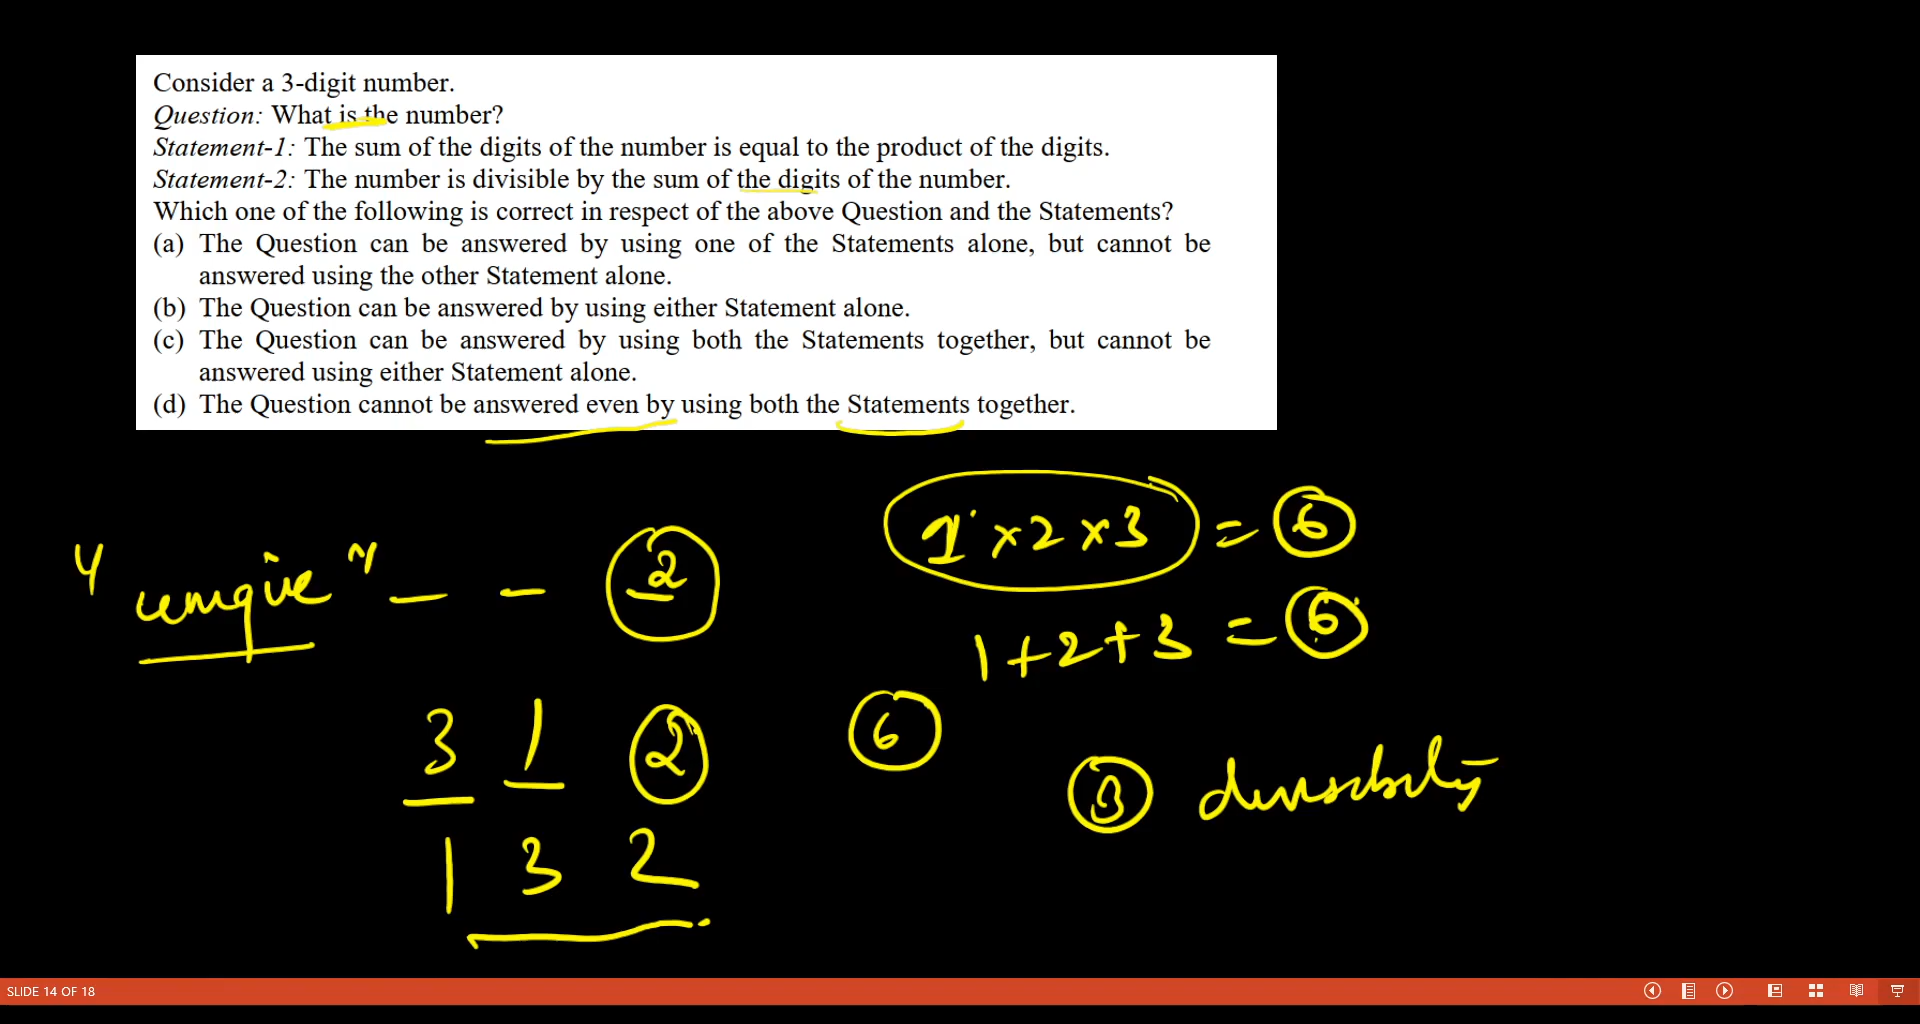 Consider a 3-digit number.
Question: What is the number?
Statement-1: The sum of the digits of the number is equal to the product of the digits.
Statement-2: The number is divisible by the sum of the digits of the number.
Which one of the following is correct in respect of the above Question and the Statements?
(a) The Question can be answered by using one of the Statements alone, but cannot be
answered using the other Statement alone.
(b) The Question can be answered by using either Statement alone.
(c) The Question can be answered by using both the Statements together, but cannot be
answered using either Statement alone.
(d) The Question cannot be answered even by using both the Statements together.
1 × 2 × 3 = 6
"unique" _ _ 2
1 + 2 + 3 = 6
3 1 2
6
3 divisibility
1 3 2
SLIDE 14 OF 18